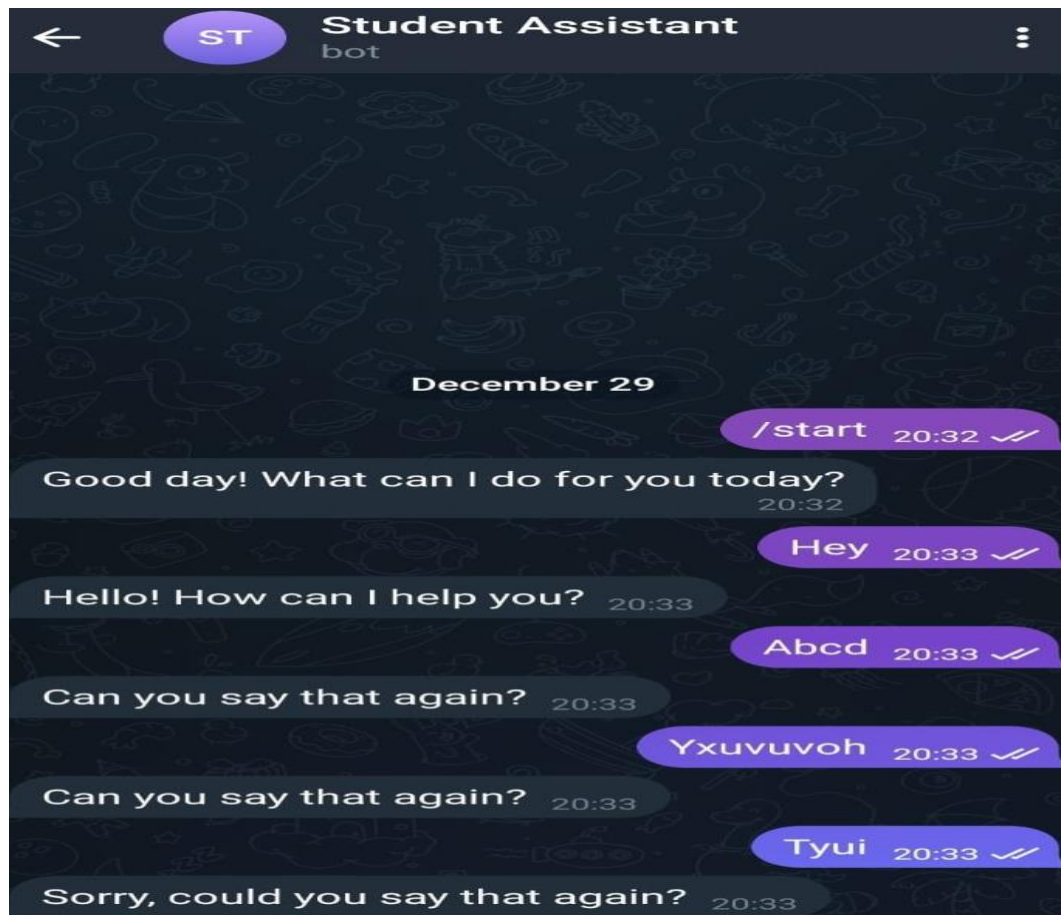 ST
Student Assistant
bot
December 29
/start 20:32
Good day! What can I do for you today?
20:32
Hey 20:33
Hello! How can I help you? 20:33
Abcd 20:33
Can you say that again? 20:33
Yxuvuvoh 20:33
Can you say that again? 20:33
Tyui 20:33
Sorry, could you say that again? 20:33